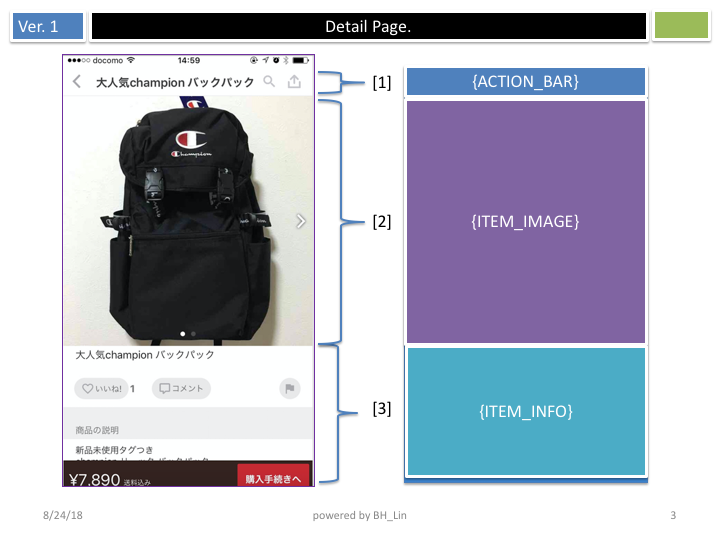 Ver. 1
Detail Page.
docomo 14:59
大人気champion バックパック
[1]
{ACTION_BAR}
Champion
[2]
{ITEM_IMAGE}
大人気champion バックパック
いいね! 1 コメント
[3]
{ITEM_INFO}
商品の説明
新品未使用タグつき
¥7,890 送料込み
購入手続きへ
8/24/18
powered by BH_Lin
3